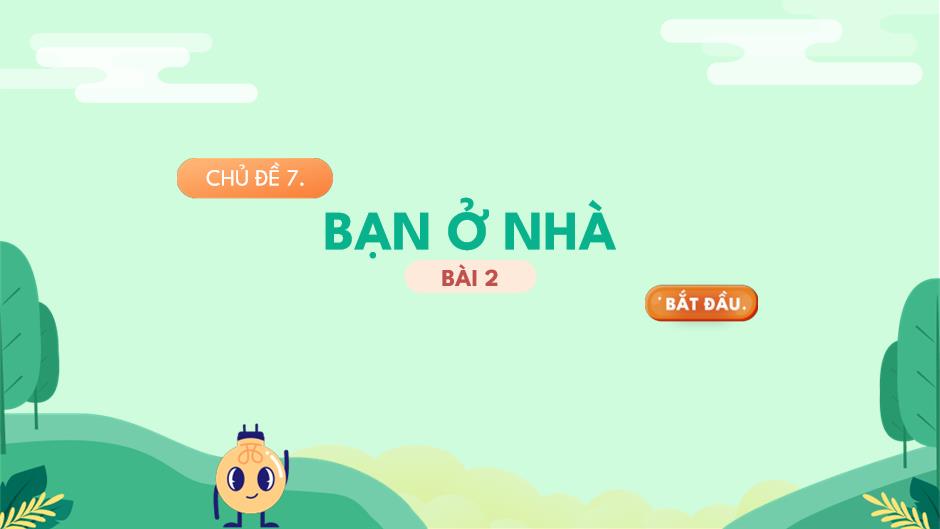 CHỦ ĐỀ 7.
BẠN Ở NHÀ
BÀI 2
BẮT ĐẦU.